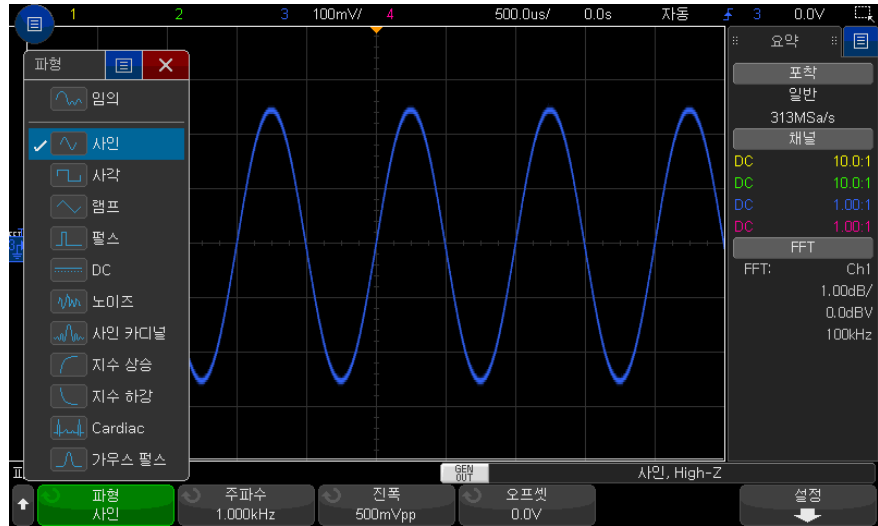 1 2 3 100mV/ 4 500.0us/ 0.0s 자동 3 0.0V
파형
임의
사인
사각
램프
펄스
DC
노이즈
사인 카디널
지수 상승
지수 하강
Cardiac
가우스 펄스
요약
포착
일반
313MSa/s
채널
DC 10.0:1
DC 10.0:1
DC 1.00:1
DC 1.00:1
FFT
FFT: Ch1
1.00dB/
0.0dBV
100kHz
GEN OUT 사인, High-Z
파형
사인
주파수
1.000kHz
진폭
500mVpp
오프셋
0.0V
설정